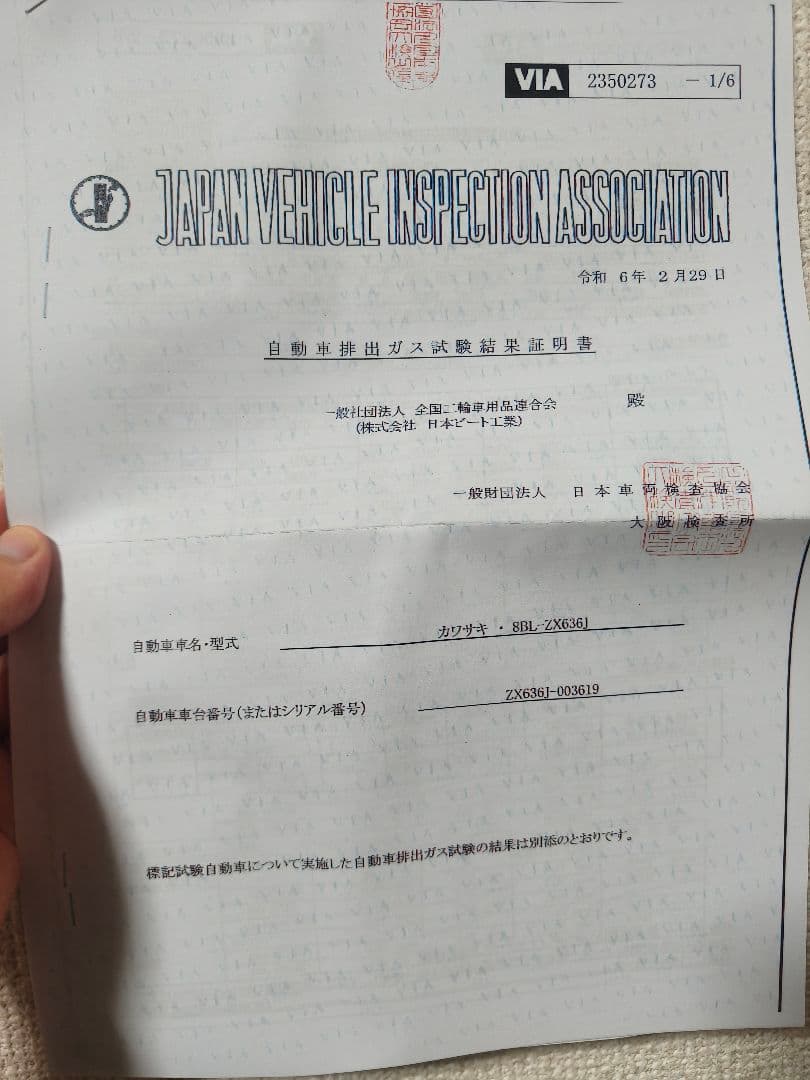 VIA 2350273 - 1/6
JAPAN VEHICLE INSPECTION ASSOCIATION
令和 6年 2月29日
自動車排出ガス試験結果証明書
一般社団法人 全国二輪車用品連合会 殿
(株式会社 日本ビート工業)
一般財団法人 日本車両検査協会
大阪検査所
自動車車名・型式 カワサキ ・ 8BL-ZX636J
自動車車台番号(またはシリアル番号) ZX636J-003619
標記試験自動車について実施した自動車排出ガス試験の結果は別添のとおりです。